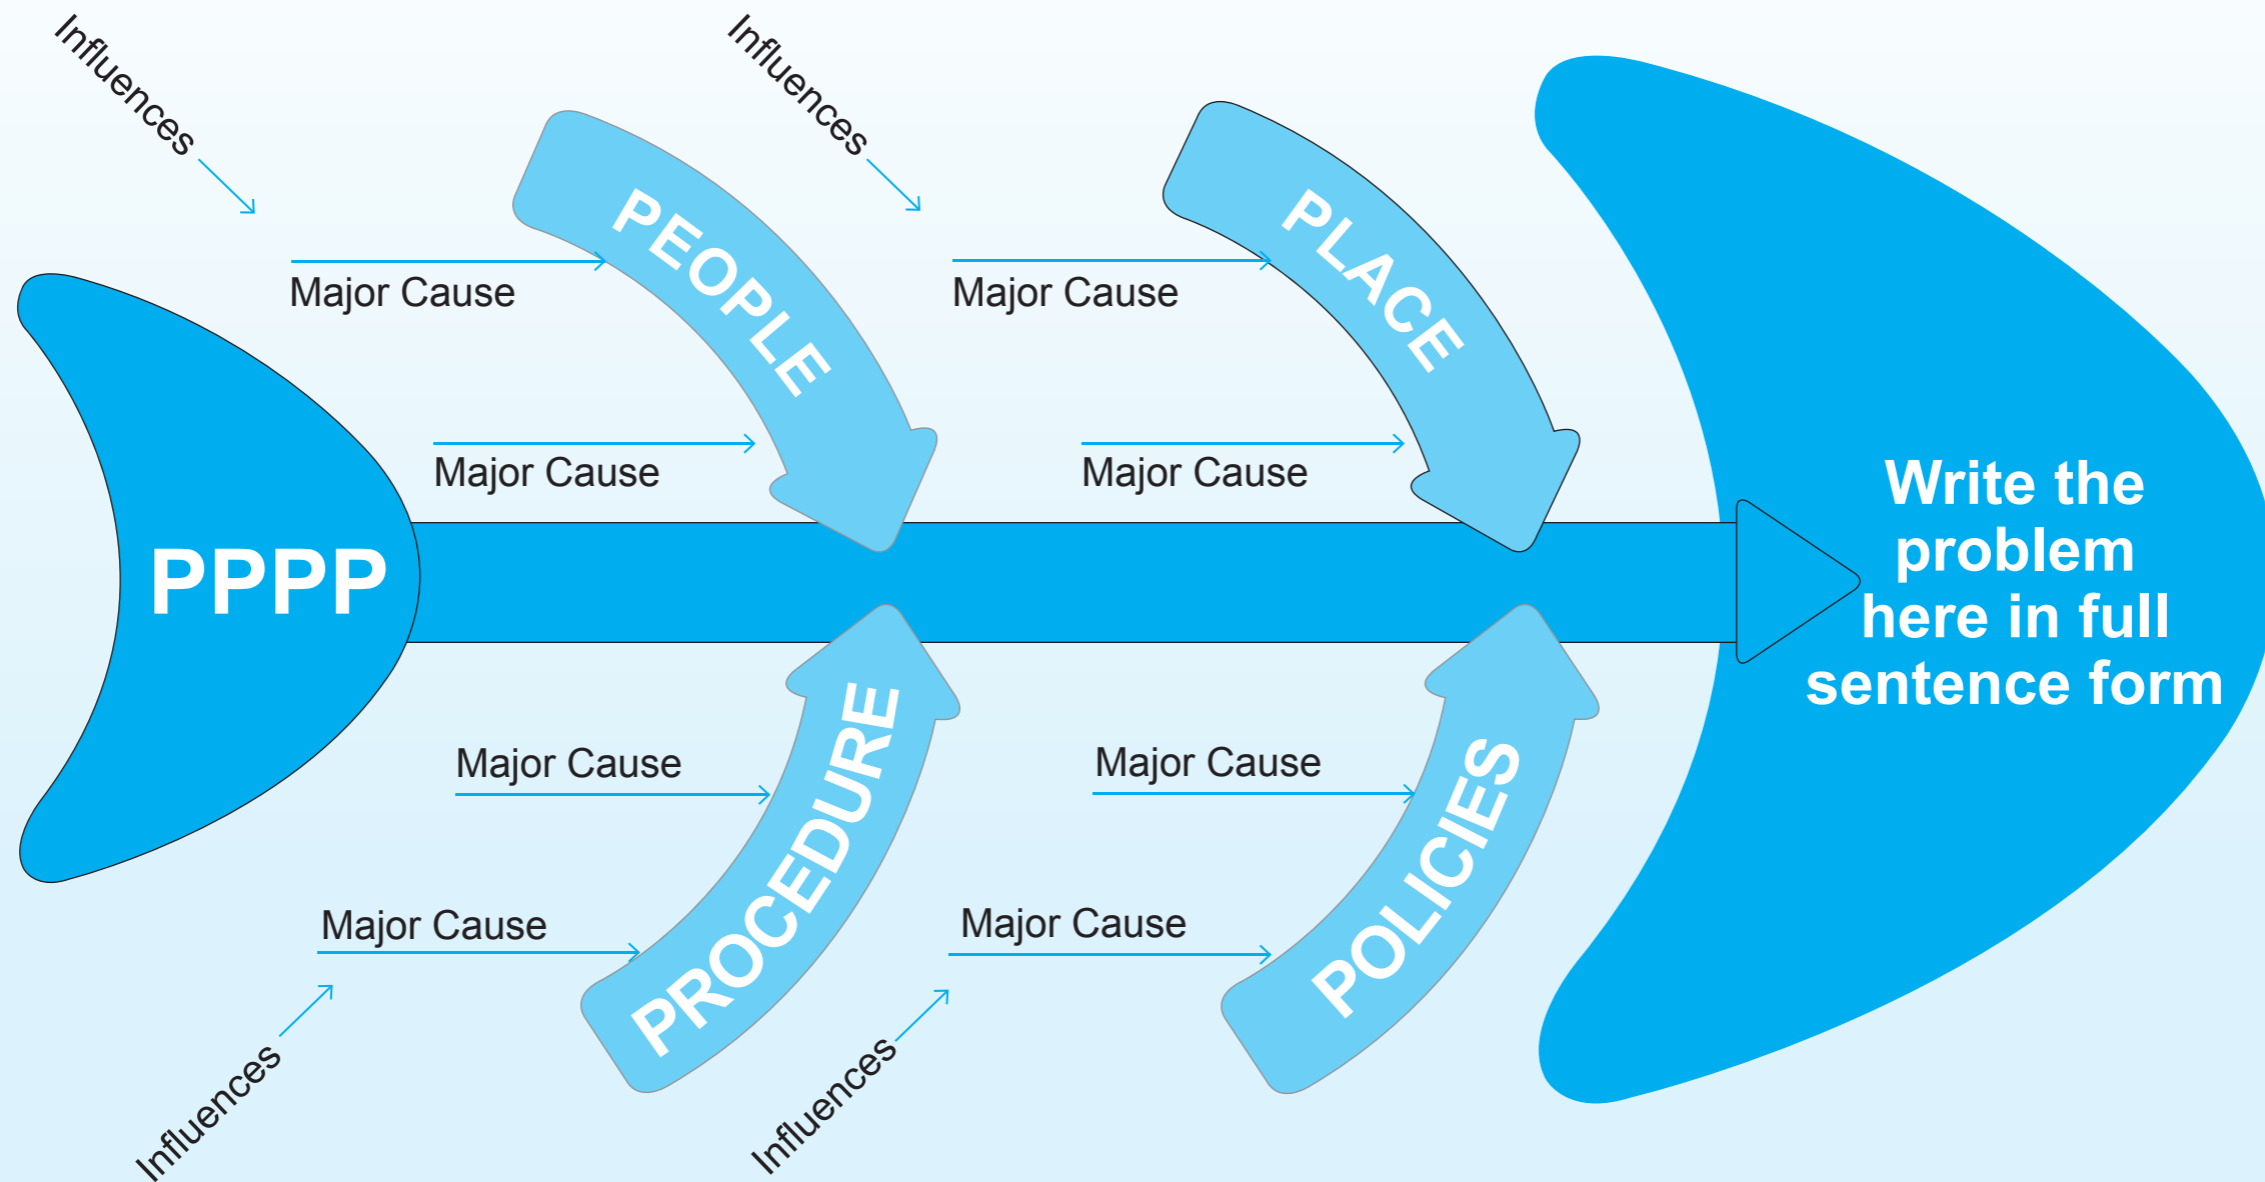 Influences
Influences
PEOPLE
PLACE
Major Cause
Major Cause
Major Cause
Major Cause
PPPP
Write the
problem
here in full
sentence form
Major Cause
Major Cause
PROCEDURE
POLICIES
Major Cause
Major Cause
Influences
Influences